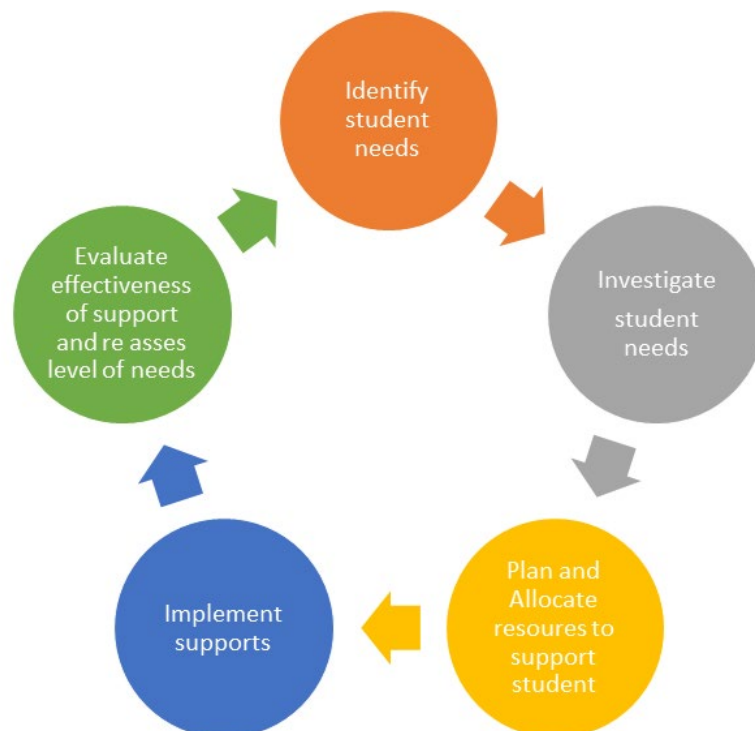 Identify
student
needs
Investigate
student
needs
Plan and
Allocate
resoures to
support
student
Implement
supports
Evaluate
effectiveness
of support
and re asses
level of needs